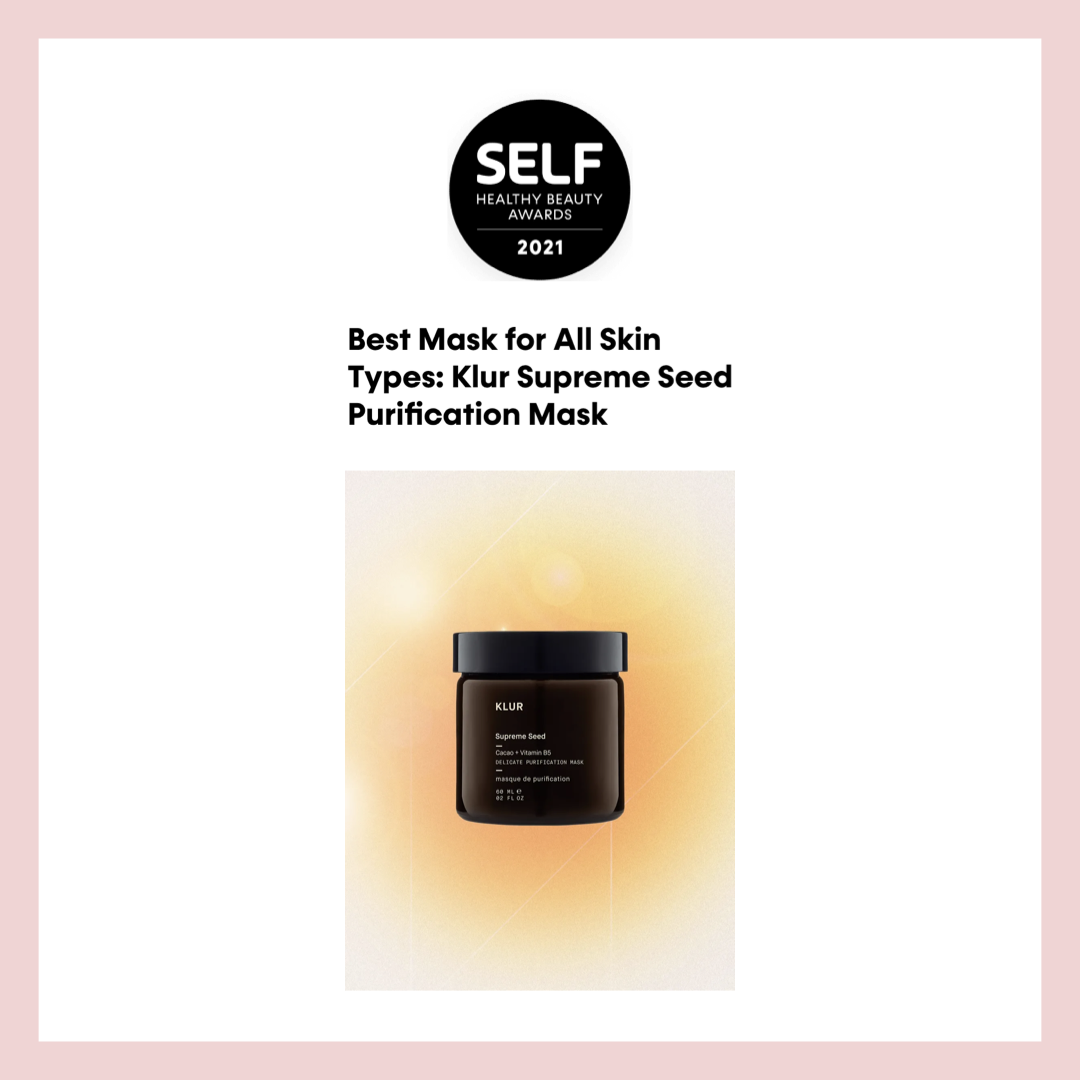 SELF
HEALTHY BEAUTY
AWARDS
2021
Best Mask for All Skin
Types: Klur Supreme Seed
Purification Mask
KLUR
Supreme Seed
Cacao + Vitamin B5
DELICATE PURIFICATION MASK
masque de purification
60 ML ℮
02 FL OZ